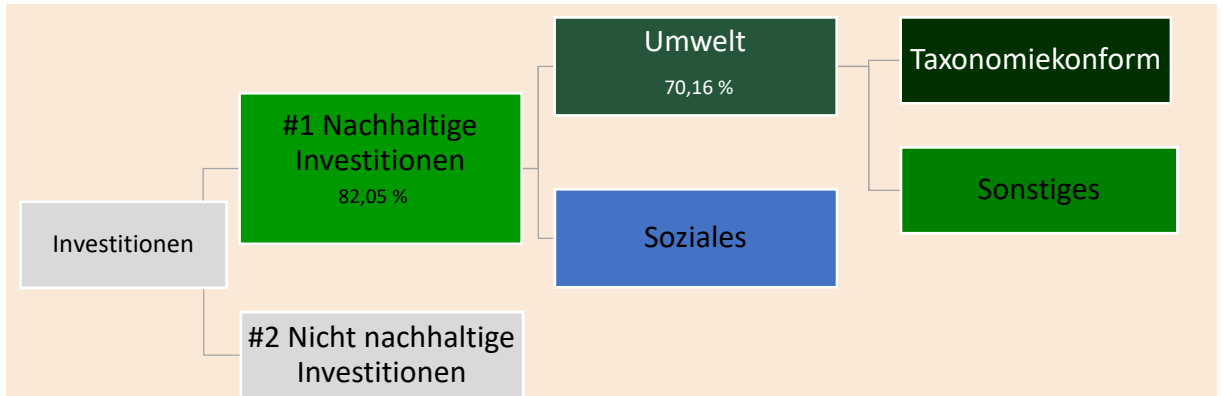 Investitionen
#1 Nachhaltige
Investitionen
82,05 %
#2 Nicht nachhaltige
Investitionen
Umwelt
70,16 %
Soziales
Taxonomiekonform
Sonstiges